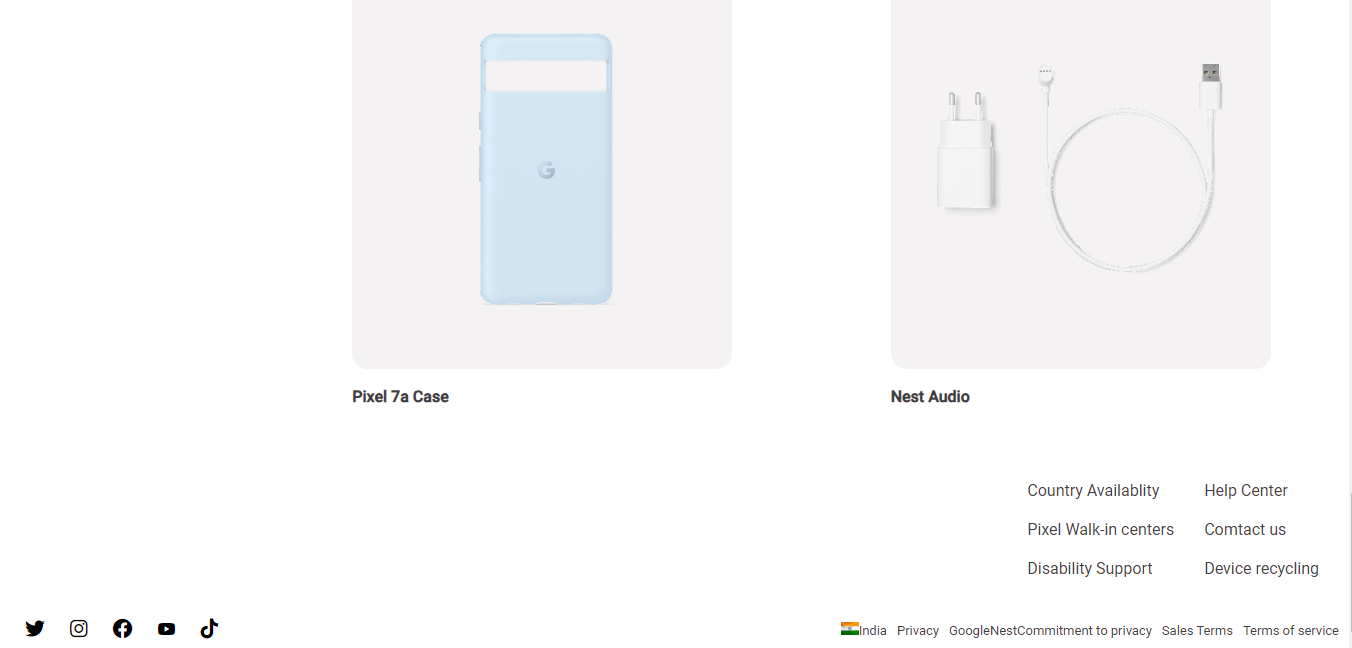 G
Pixel 7a Case
Nest Audio
Country Availablity
Help Center
Pixel Walk-in centers
Comtact us
Disability Support
Device recycling
India Privacy GoogleNestCommitment to privacy Sales Terms Terms of service